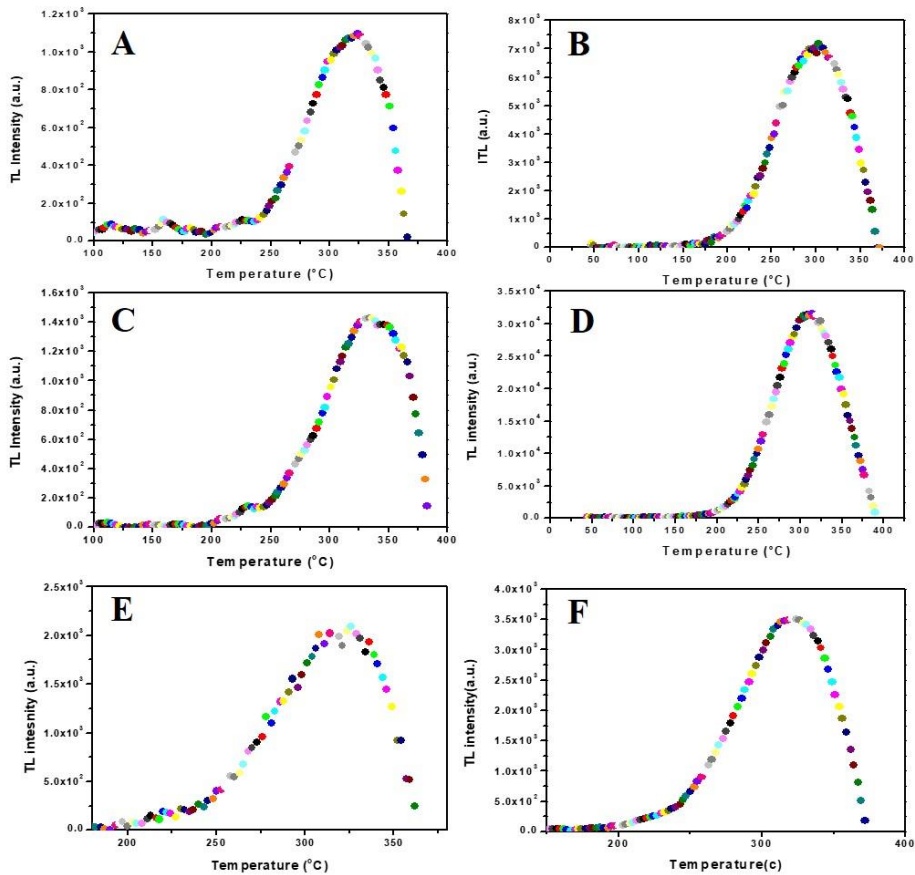 A
TL Intensity (a.u.)
1.2x10³
1.0x10³
8.0x10²
6.0x10²
4.0x10²
2.0x10²
0.0
100 150 200 250 300 350 400
Temperature (°C)
B
ITL (a.u.)
8x10³
7x10³
6x10³
5x10³
4x10³
3x10³
2x10³
1x10³
0
0 50 100 150 200 250 300 350 400
Temperature (°C)
C
TL Intensity (a.u.)
1.6x10³
1.4x10³
1.2x10³
1.0x10³
8.0x10²
6.0x10²
4.0x10²
2.0x10²
0.0
100 150 200 250 300 350 400
Temperature (°C)
D
TL intensity (a.u.)
3.5x10⁴
3.0x10⁴
2.5x10⁴
2.0x10⁴
1.5x10⁴
1.0x10⁴
5.0x10³
0.0
0 50 100 150 200 250 300 350 400
Temperature (°C)
E
TL intesnity (a.u.)
2.5x10³
2.0x10³
1.5x10³
1.0x10³
5.0x10²
0.0
200 250 300 350
Temperature (°C)
F
TL intensity(a.u.)
4.0x10³
3.5x10³
3.0x10³
2.5x10³
2.0x10³
1.5x10³
1.0x10³
5.0x10²
0.0
200 300 400
Temperature(c)